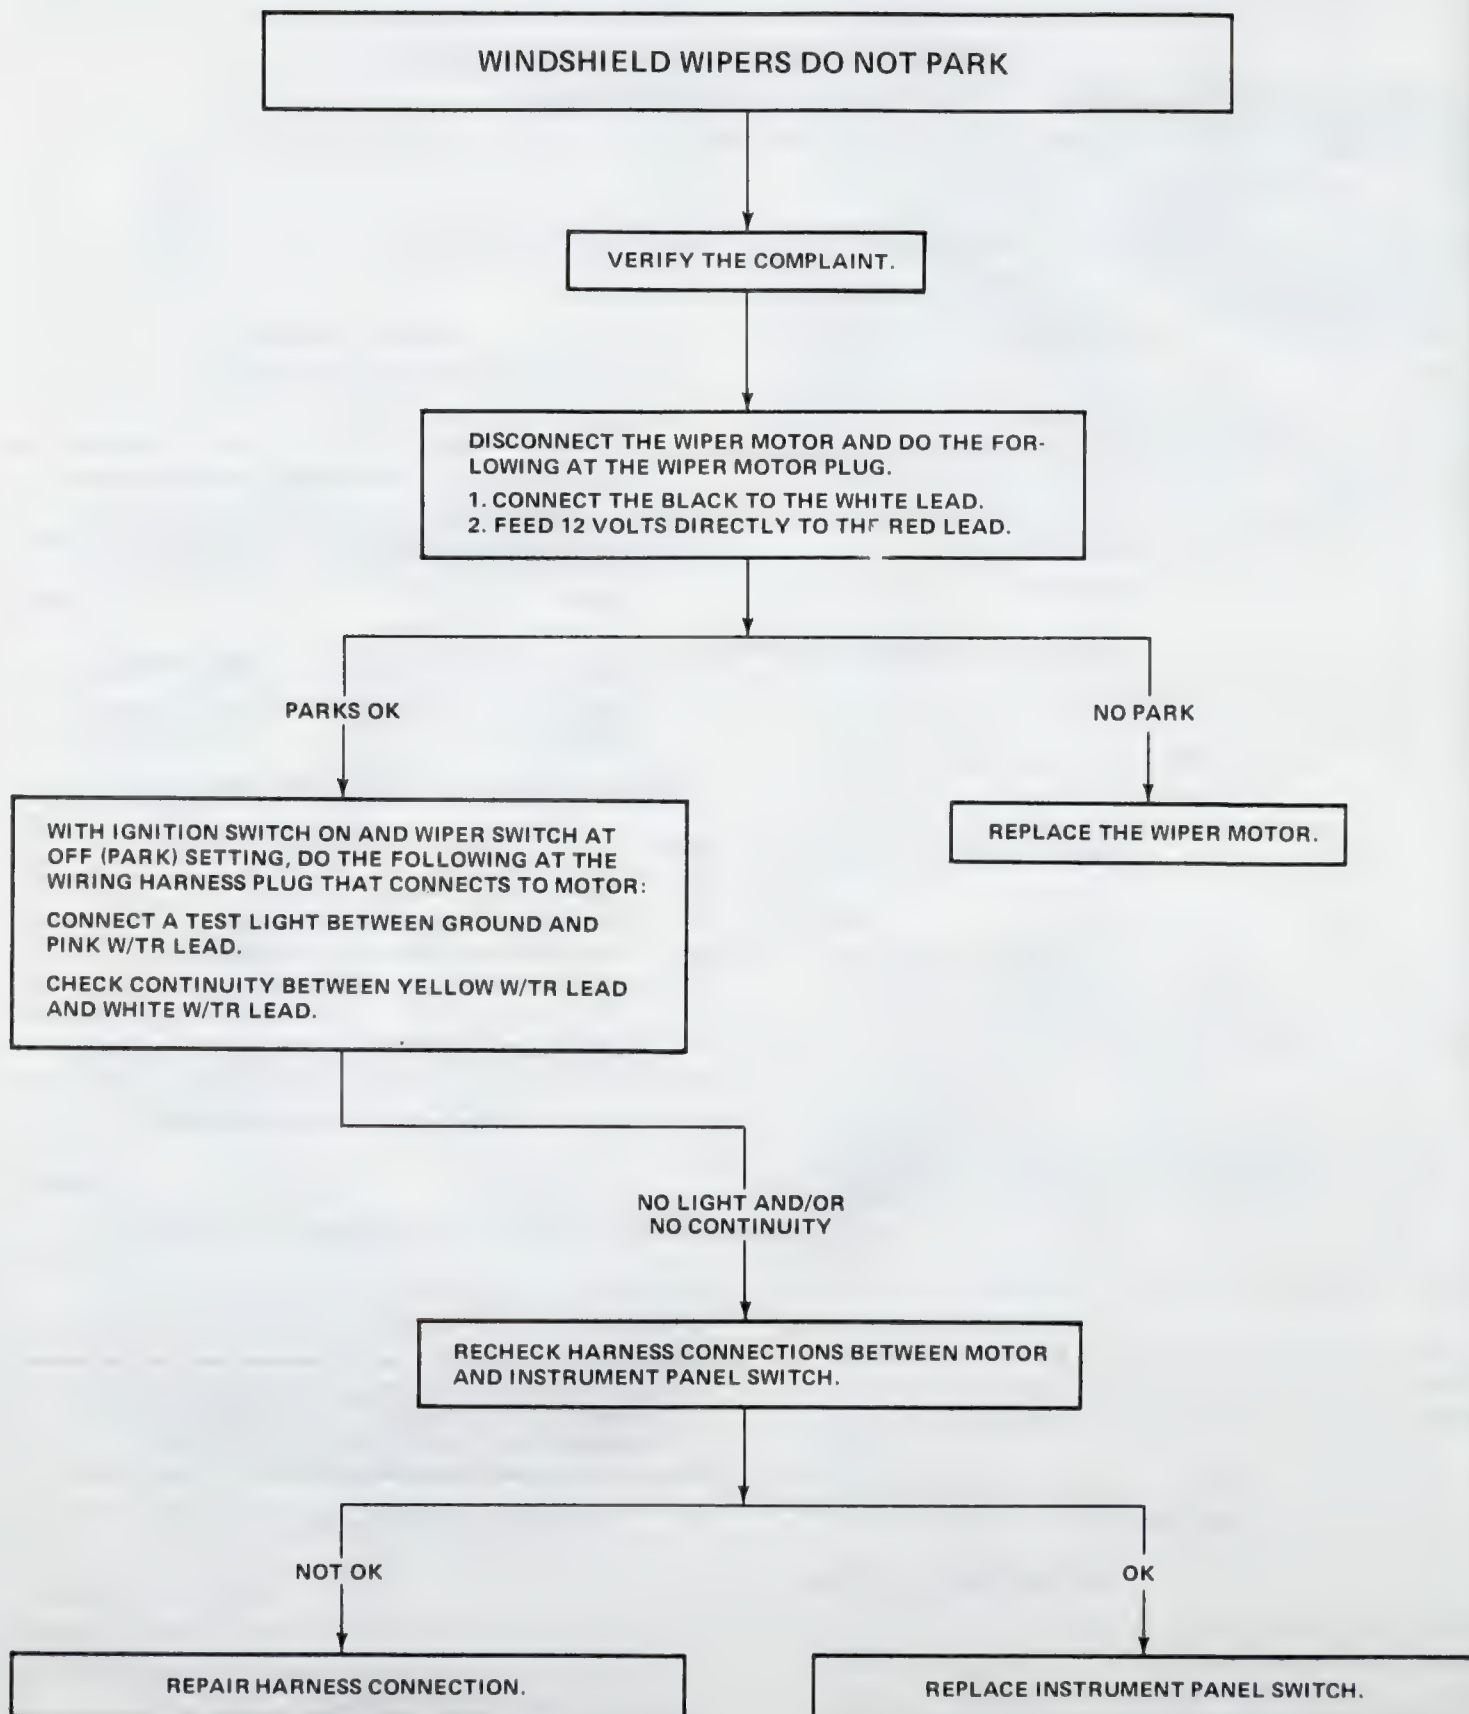 WINDSHIELD WIPERS DO NOT PARK
VERIFY THE COMPLAINT.
DISCONNECT THE WIPER MOTOR AND DO THE FOR-
LOWING AT THE WIPER MOTOR PLUG.
1. CONNECT THE BLACK TO THE WHITE LEAD.
2. FEED 12 VOLTS DIRECTLY TO THE RED LEAD.
PARKS OK
NO PARK
WITH IGNITION SWITCH ON AND WIPER SWITCH AT
OFF (PARK) SETTING, DO THE FOLLOWING AT THE
WIRING HARNESS PLUG THAT CONNECTS TO MOTOR:
CONNECT A TEST LIGHT BETWEEN GROUND AND
PINK W/TR LEAD.
CHECK CONTINUITY BETWEEN YELLOW W/TR LEAD
AND WHITE W/TR LEAD.
REPLACE THE WIPER MOTOR.
NO LIGHT AND/OR
NO CONTINUITY
RECHECK HARNESS CONNECTIONS BETWEEN MOTOR
AND INSTRUMENT PANEL SWITCH.
NOT OK
OK
REPAIR HARNESS CONNECTION.
REPLACE INSTRUMENT PANEL SWITCH.